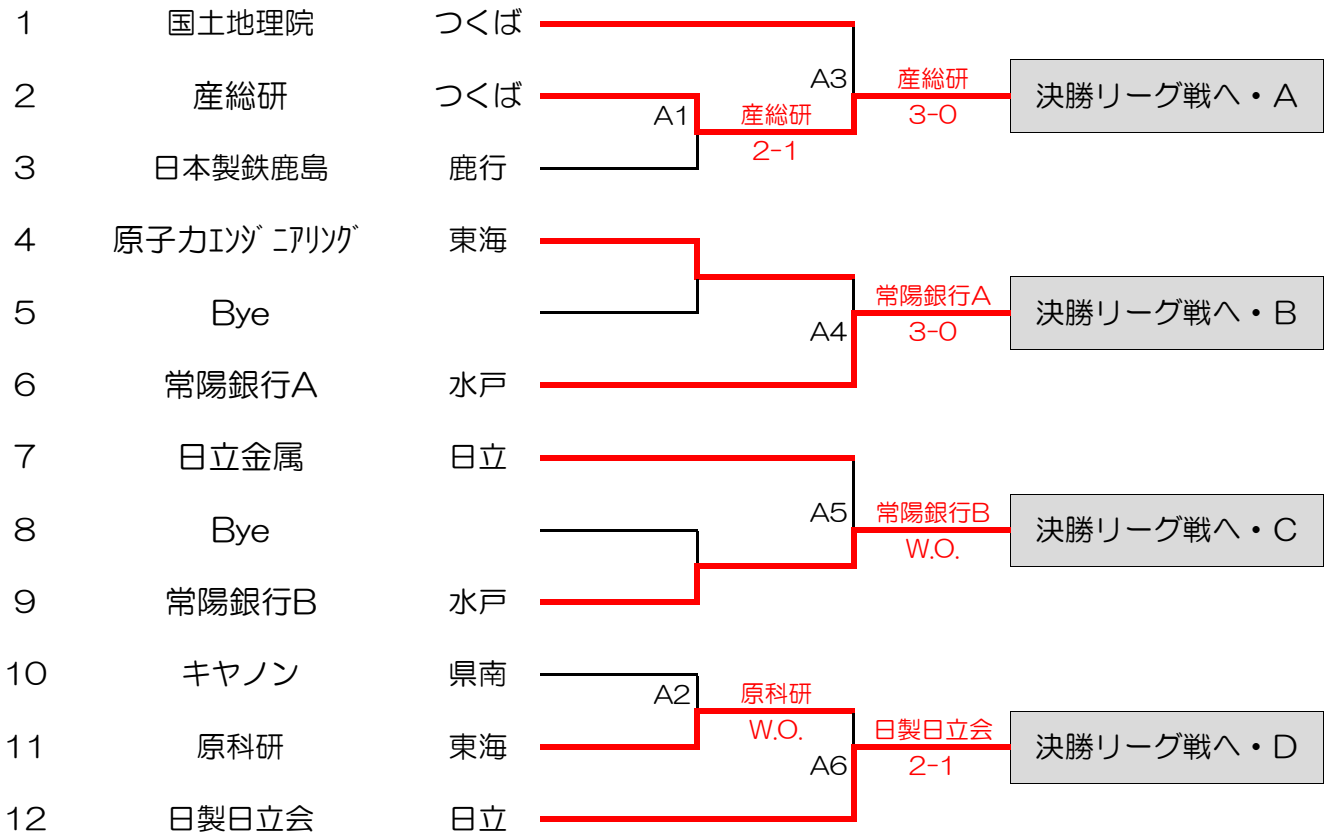 1 国土地理院 つくば
A3 産総研 決勝リーグ戦へ・A
2 産総研 つくば
A1 産総研 3-0
2-1
3 日本製鉄鹿島 鹿行
4 原子力ｴﾝｼﾞﾆｱﾘﾝｸﾞ 東海
常陽銀行A 決勝リーグ戦へ・B
5 Bye
A4 3-0
6 常陽銀行A 水戸
7 日立金属 日立
A5 常陽銀行B 決勝リーグ戦へ・C
8 Bye
W.O.
9 常陽銀行B 水戸
10 キヤノン 県南
A2 原科研
W.O. 日製日立会 決勝リーグ戦へ・D
11 原科研 東海
A6 2-1
12 日製日立会 日立